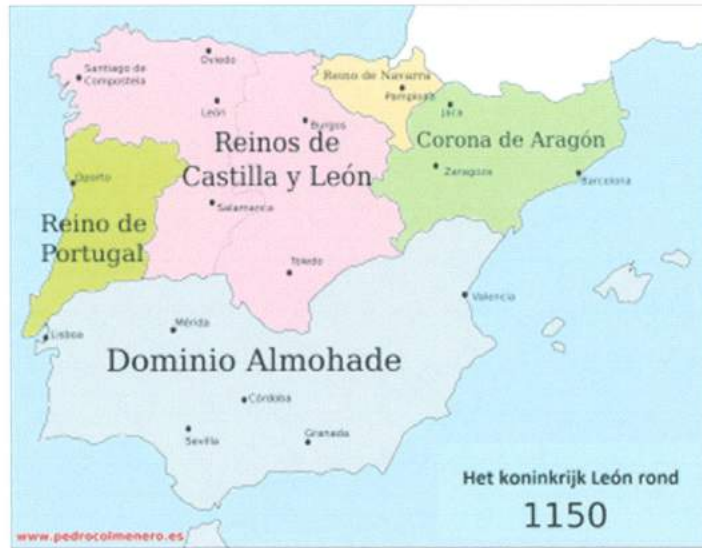 Oviedo
Santiago de
Compostela
Reino de Navarra
Pamplona
León
Jaca
Burgos
Reinos de
Castilla y León
Corona de Aragón
Zaragoza
Barcelona
Oporto
Salamanca
Reino de
Portugal
Toledo
Valencia
Lisboa
Mérida
Dominio Almohade
Córdoba
Sevilla
Granada
Het koninkrijk León rond
1150
www.pedrocolmenero.es